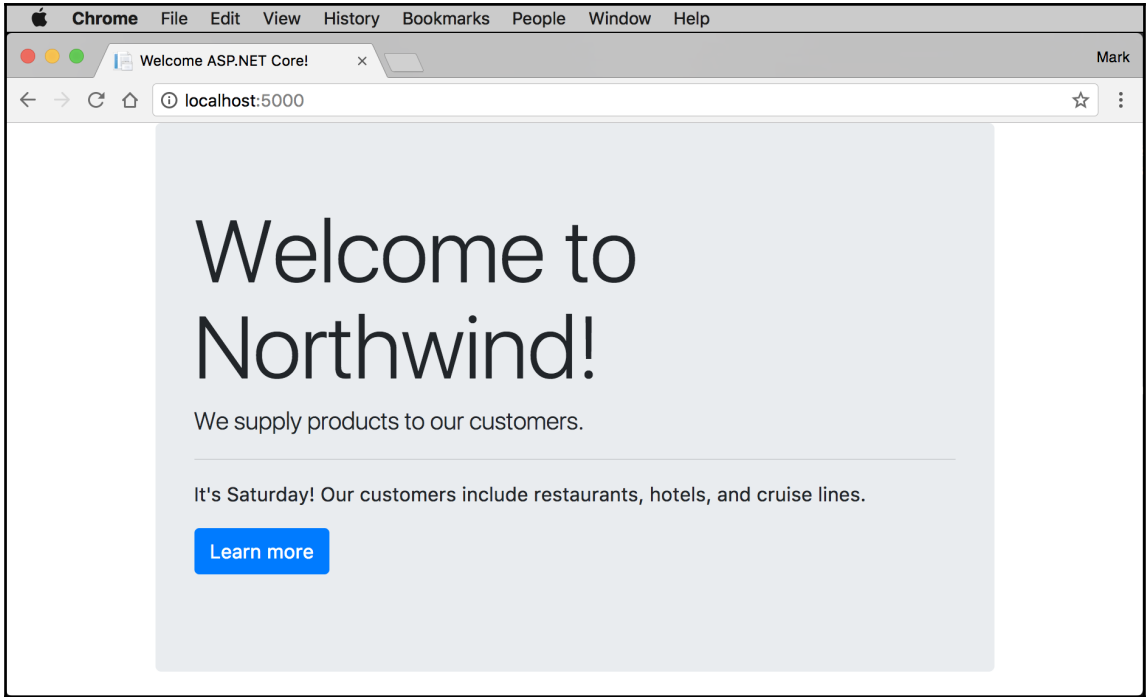 Chrome File Edit View History Bookmarks People Window Help
Welcome ASP.NET Core!
Mark
localhost:5000
Welcome to
Northwind!
We supply products to our customers.
It's Saturday! Our customers include restaurants, hotels, and cruise lines.
Learn more